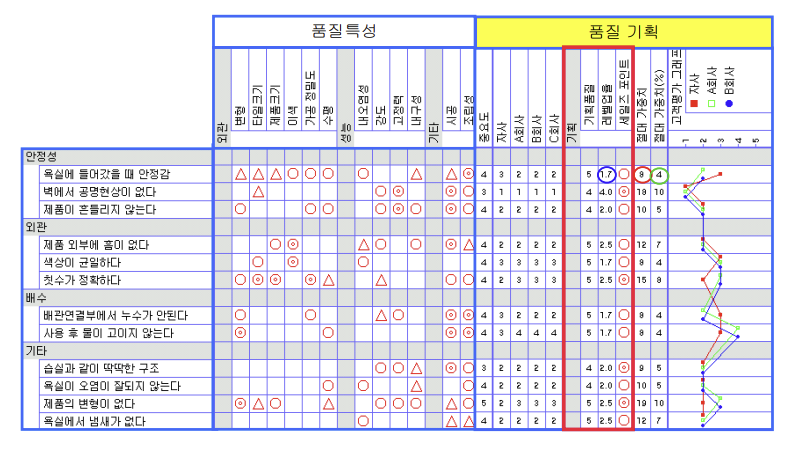 품질특성
품질 기획
외관
변형
타일크기
제품크기
이색
가공정밀도
수평
성능
내오염성
강도
고정력
내구성
기타
시공
조립성
중요도
자사
A회사
B회사
C회사
기획
기획품질
레벨업율
세일즈 포인트
절대 가중치
절대 가중치(%)
고객평가 그래프
자사
A회사
B회사
-1 -2 -3 -4 -5
안정성
욕실에 들어갔을 때 안정감 △ △ △ ○ ○ ○ ○ △ △ ◎ 4 3 2 2 2 5 1.7 ○ 9 4
벽에서 공명현상이 없다 △ ○ ◎ ◎ ○ 3 1 1 1 1 4 4.0 ◎ 19 10
제품이 흔들리지 않는다 ○ ○ ○ ○ ◎ ○ ◎ ○ 4 2 2 2 2 4 2.0 ○ 10 5
외관
제품 외부에 흠이 없다 ○ ◎ △ ○ ○ ◎ △ 4 2 2 2 2 5 2.5 ○ 12 7
색상이 균일하다 ○ ◎ ○ 4 3 3 3 3 5 1.7 ○ 9 4
칫수가 정확하다 ○ ◎ ◎ ◎ △ △ ○ ○ 4 2 3 3 3 5 2.5 ◎ 15 8
배수
배관연결부에서 누수가 안된다 ○ ○ △ ○ ◎ ◎ 4 3 2 2 2 5 1.7 ○ 9 4
사용 후 물이 고이지 않는다 ◎ ○ ◎ ◎ 4 3 4 4 4 5 1.7 ○ 9 4
기타
습실과 같이 딱딱한 구조 ○ ○ △ ◎ ○ 3 2 2 2 2 4 2.0 ◎ 9 5
욕실이 오염이 잘되지 않는다 ○ ○ △ ○ 4 2 2 2 2 4 2.0 ○ 10 5
제품의 변형이 없다 ◎ △ ○ △ ○ ○ ○ △ ○ 5 2 3 3 3 5 2.5 ◎ 19 10
욕실에서 냄새가 없다 ○ △ △ 4 2 2 2 2 5 2.5 ○ 12 7